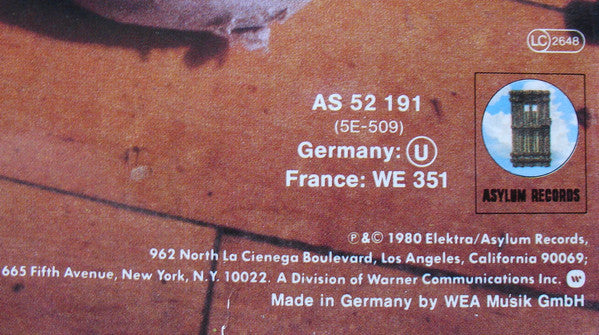 LC 2648
AS 52 191
(5E-509)
Germany: U
France: WE 351
ASYLUM RECORDS
℗ &© 1980 Elektra/Asylum Records,
962 North La Cienega Boulevard, Los Angeles, California 90069;
665 Fifth Avenue, New York, N.Y. 10022. A Division of Warner Communications Inc.
Made in Germany by WEA Musik GmbH